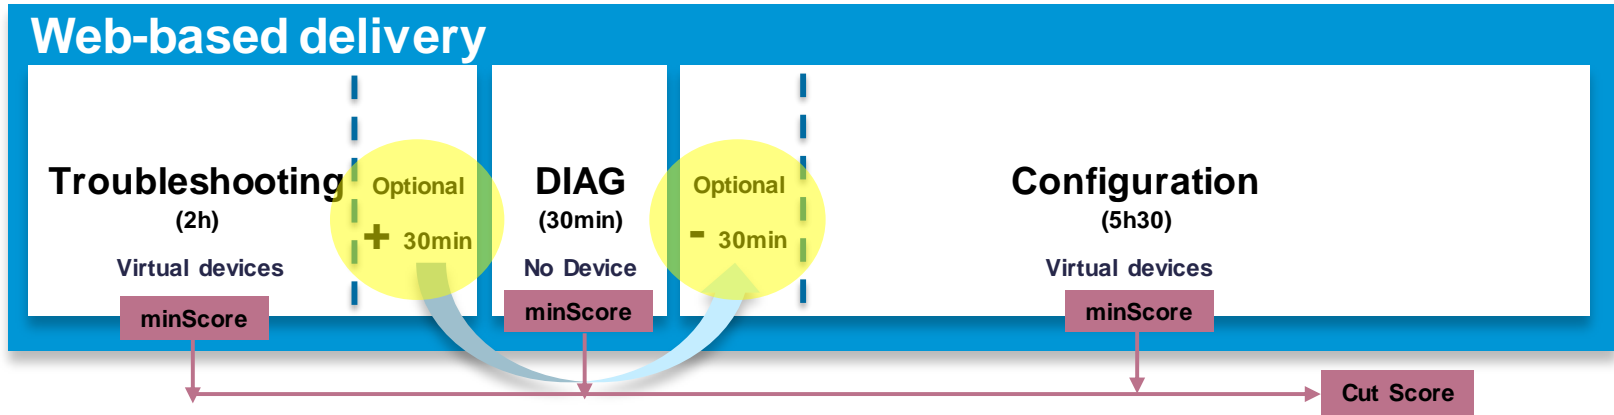 Web-based delivery
Troubleshooting
(2h)
Virtual devices
minScore
Optional
+ 30min
DIAG
(30min)
No Device
minScore
Optional
- 30min
Configuration
(5h30)
Virtual devices
minScore
Cut Score